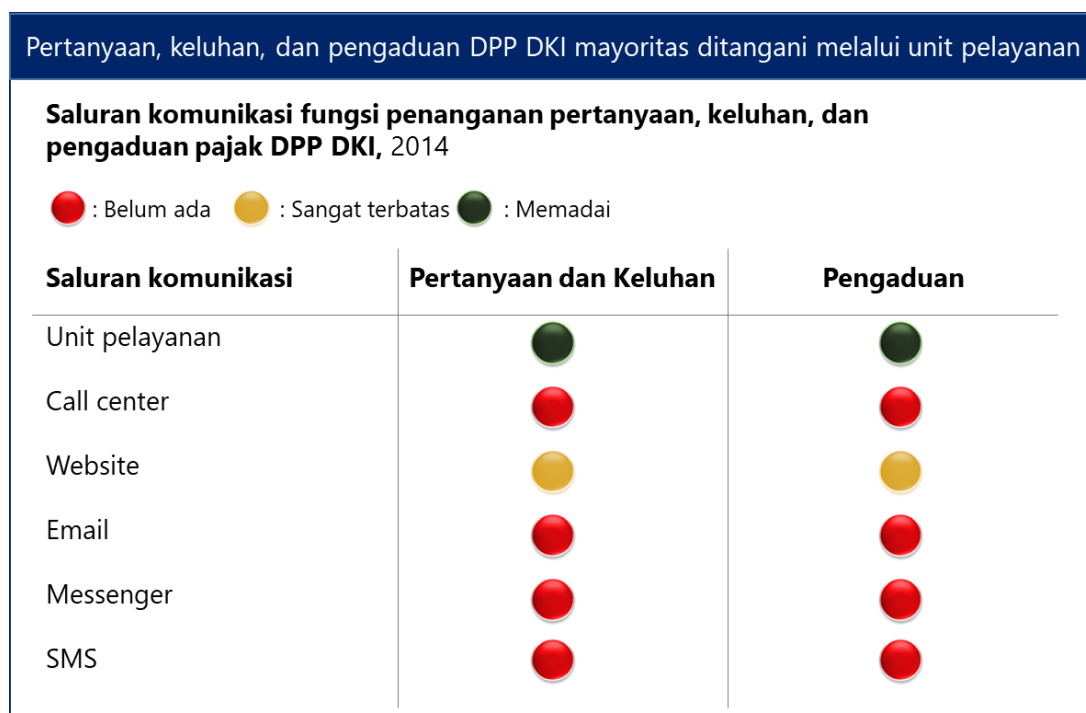 Pertanyaan, keluhan, dan pengaduan DPP DKI mayoritas ditangani melalui unit pelayanan
Saluran komunikasi fungsi penanganan pertanyaan, keluhan, dan
pengaduan pajak DPP DKI, 2014
: Belum ada : Sangat terbatas : Memadai
Saluran komunikasi Pertanyaan dan Keluhan Pengaduan
Unit pelayanan
Call center
Website
Email
Messenger
SMS